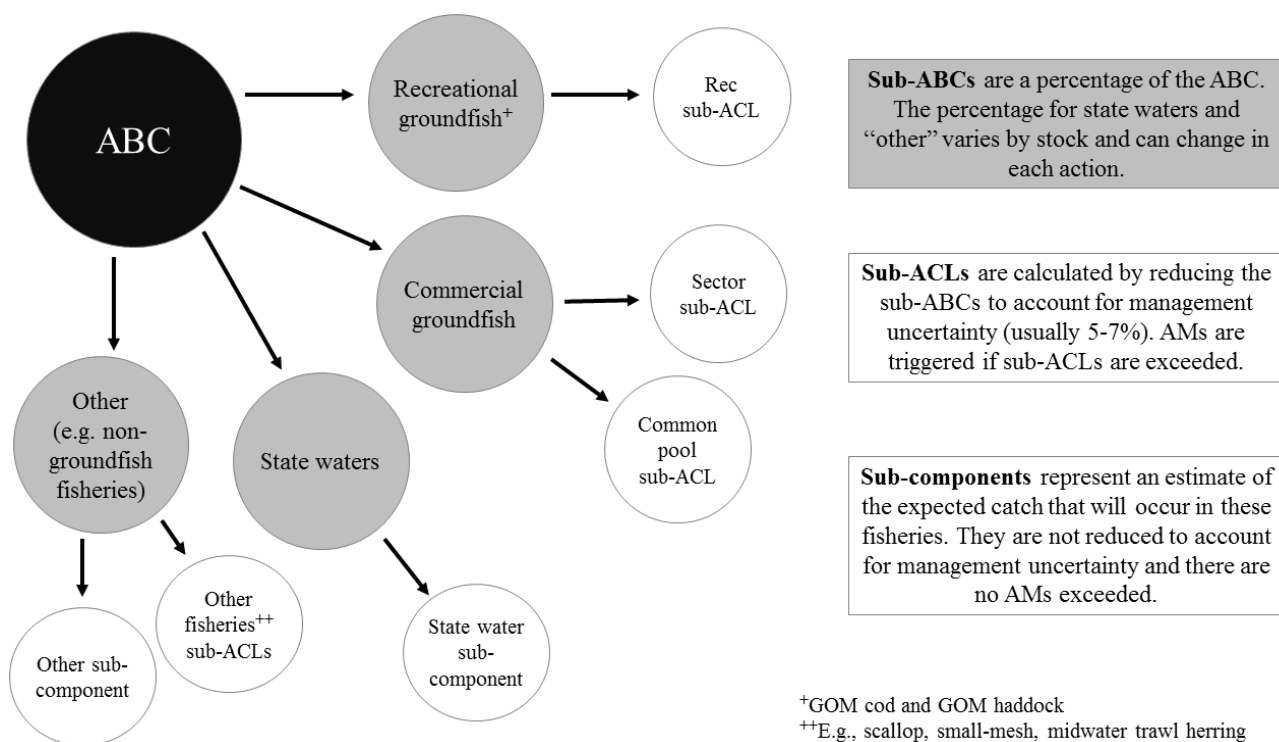 ABC
Recreational
groundfish+
Rec
sub-ACL
Commercial
groundfish
Sector
sub-ACL
Common
pool
sub-ACL
State waters
State water
sub-
component
Other
(e.g. non-
groundfish
fisheries)
Other
fisheries++
sub-ACLs
Other sub-
component
Sub-ABCs are a percentage of the ABC.
The percentage for state waters and
“other” varies by stock and can change in
each action.
Sub-ACLs are calculated by reducing the
sub-ABCs to account for management
uncertainty (usually 5-7%). AMs are
triggered if sub-ACLs are exceeded.
Sub-components represent an estimate of
the expected catch that will occur in these
fisheries. They are not reduced to account
for management uncertainty and there are
no AMs exceeded.
+GOM cod and GOM haddock
++E.g., scallop, small-mesh, midwater trawl herring